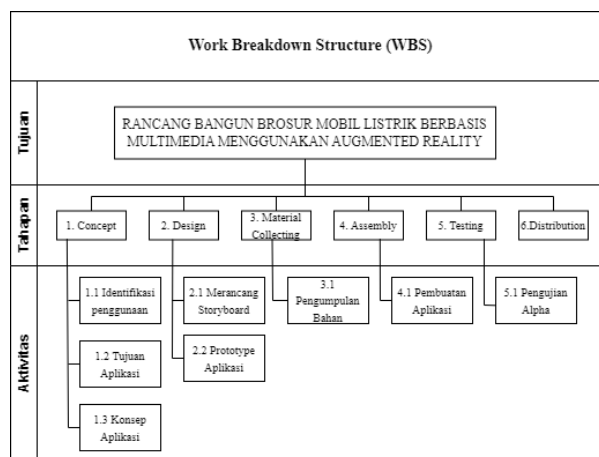 Work Breakdown Structure (WBS)
Tujuan
RANCANG BANGUN BROSUR MOBIL LISTRIK BERBASIS
MULTIMEDIA MENGGUNAKAN AUGMENTED REALITY
Tahapan
1. Concept
2. Design
3. Material
Collecting
4. Assembly
5. Testing
6.Distribution
Aktivitas
1.1 Identifikasi
penggunaan
2.1 Merancang
Storyboard
3.1
Pengumpulan
Bahan
4.1 Pembuatan
Aplikasi
5.1 Pengujian
Alpha
1.2 Tujuan
Aplikasi
2.2 Prototype
Aplikasi
1.3 Konsep
Aplikasi